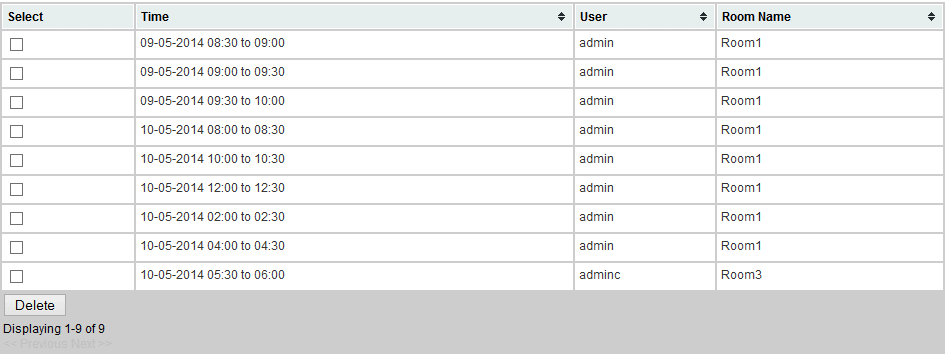 Select Time User Room Name
09-05-2014 08:30 to 09:00 admin Room1
09-05-2014 09:00 to 09:30 admin Room1
09-05-2014 09:30 to 10:00 admin Room1
10-05-2014 08:00 to 08:30 admin Room1
10-05-2014 10:00 to 10:30 admin Room1
10-05-2014 12:00 to 12:30 admin Room1
10-05-2014 02:00 to 02:30 admin Room1
10-05-2014 04:00 to 04:30 admin Room1
10-05-2014 05:30 to 06:00 adminc Room3
Delete
Displaying 1-9 of 9
<< Previous Next >>